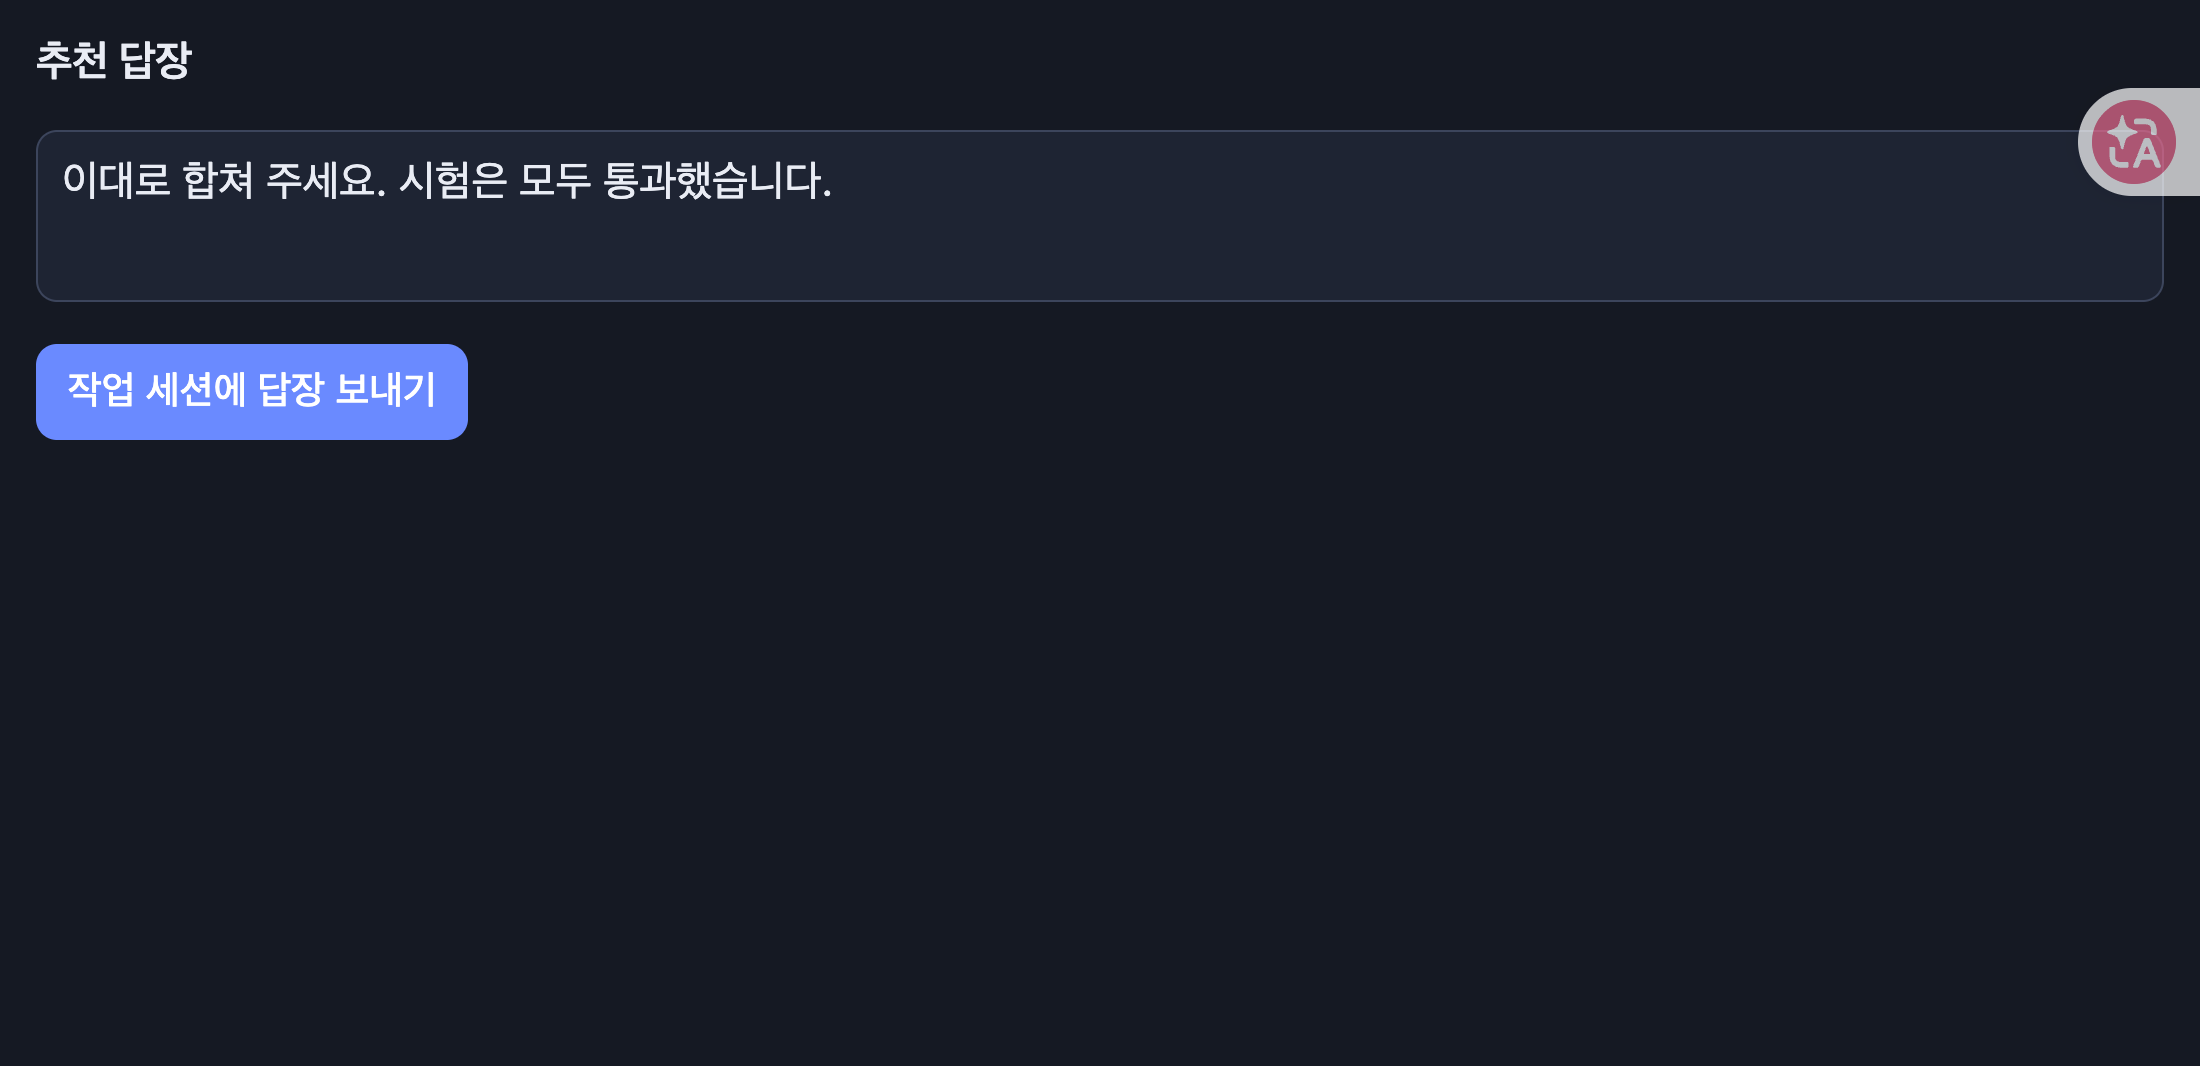 추천 답장
이대로 합쳐 주세요. 시험은 모두 통과했습니다.
작업 세션에 답장 보내기